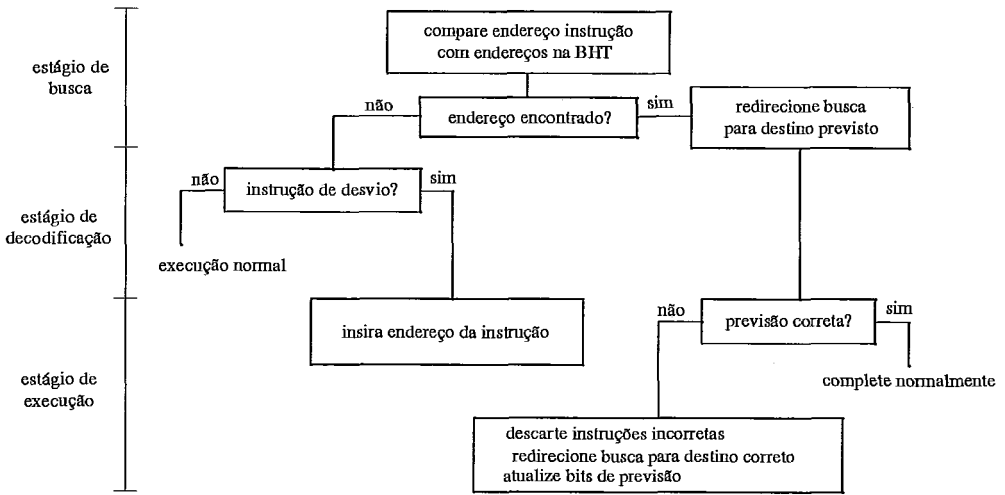 compare endereço instrução
com endereços na BHT
estágio de
busca
não
sim
endereço encontrado?
redirecione busca
para destino previsto
não
instrução de desvio?
sim
estágio de
decodificação
execução normal
insira endereço da instrução
não
previsão correta?
sim
estágio de
execução
complete normalmente
descarte instruções incorretas
redirecione busca para destino correto
atualize bits de previsão